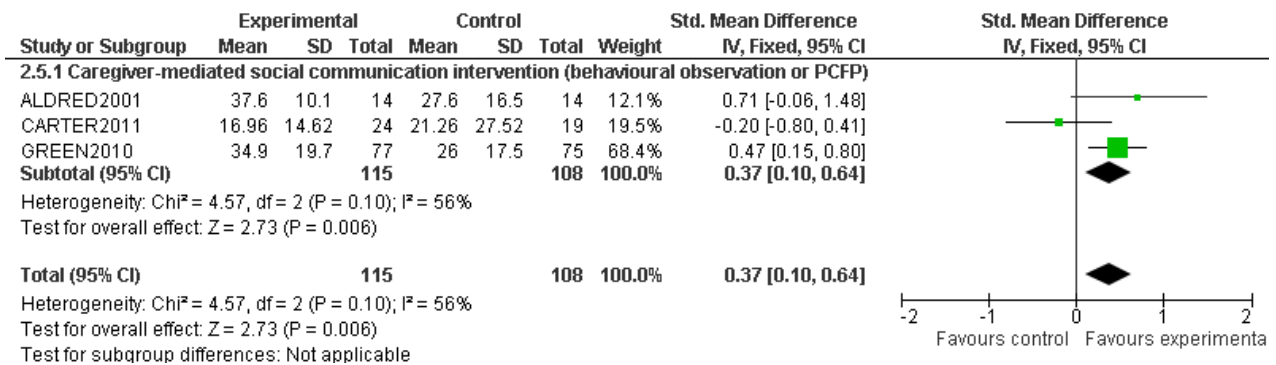 Experimental Control Std. Mean Difference Std. Mean Difference
Study or Subgroup Mean SD Total Mean SD Total Weight IV, Fixed, 95% CI IV, Fixed, 95% CI
2.5.1 Caregiver-mediated social communication intervention (behavioural observation or PCFP)
ALDRED2001 37.6 10.1 14 27.6 16.5 14 12.1% 0.71 [-0.06, 1.48]
CARTER2011 16.96 14.62 24 21.26 27.52 19 19.5% -0.20 [-0.80, 0.41]
GREEN2010 34.9 19.7 77 26 17.5 75 68.4% 0.47 [0.15, 0.80]
Subtotal (95% CI) 115 108 100.0% 0.37 [0.10, 0.64]
Heterogeneity: Chi² = 4.57, df = 2 (P = 0.10); I² = 56%
Test for overall effect: Z = 2.73 (P = 0.006)
Total (95% CI) 115 108 100.0% 0.37 [0.10, 0.64]
Heterogeneity: Chi² = 4.57, df = 2 (P = 0.10); I² = 56%
Test for overall effect: Z = 2.73 (P = 0.006)
Test for subgroup differences: Not applicable
-2 -1 0 1 2
Favours control Favours experimenta